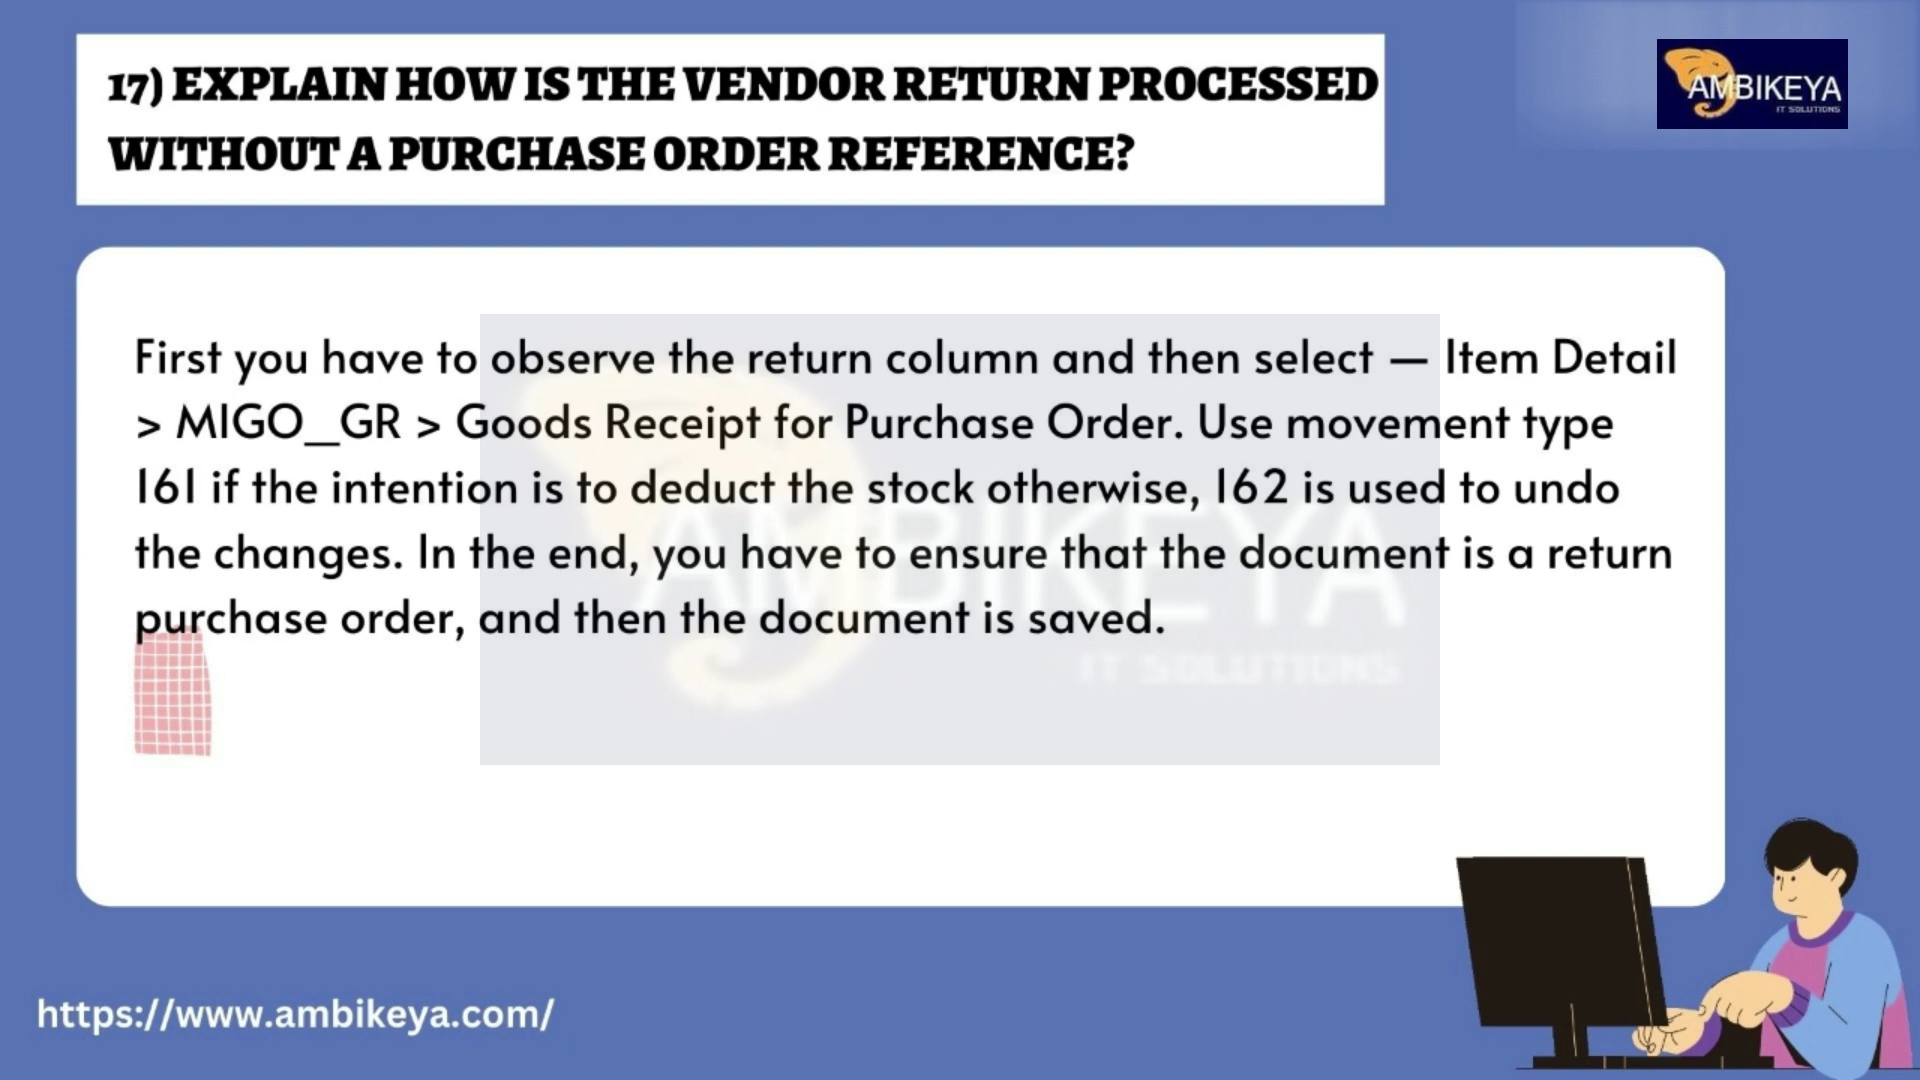 17) EXPLAIN HOW IS THE VENDOR RETURN PROCESSED
WITHOUT A PURCHASE ORDER REFERENCE?
AMBIKEYA
IT SOLUTIONS
First you have to observe the return column and then select — Item Detail
> MIGO_GR > Goods Receipt for Purchase Order. Use movement type
161 if the intention is to deduct the stock otherwise, 162 is used to undo
the changes. In the end, you have to ensure that the document is a return
purchase order, and then the document is saved.
AMBIKEYA
IT SOLUTIONS
https://www.ambikeya.com/